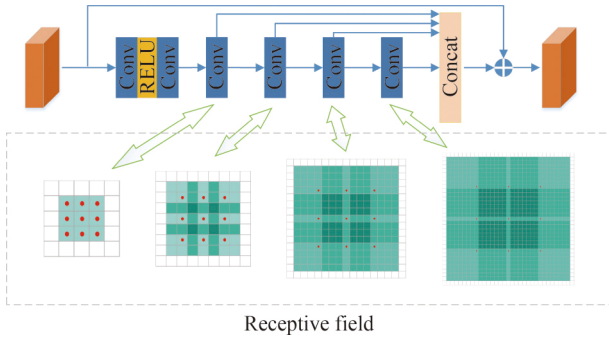 Conv
RELU
Conv
Conv
Conv
Conv
Conv
Concat
Receptive field